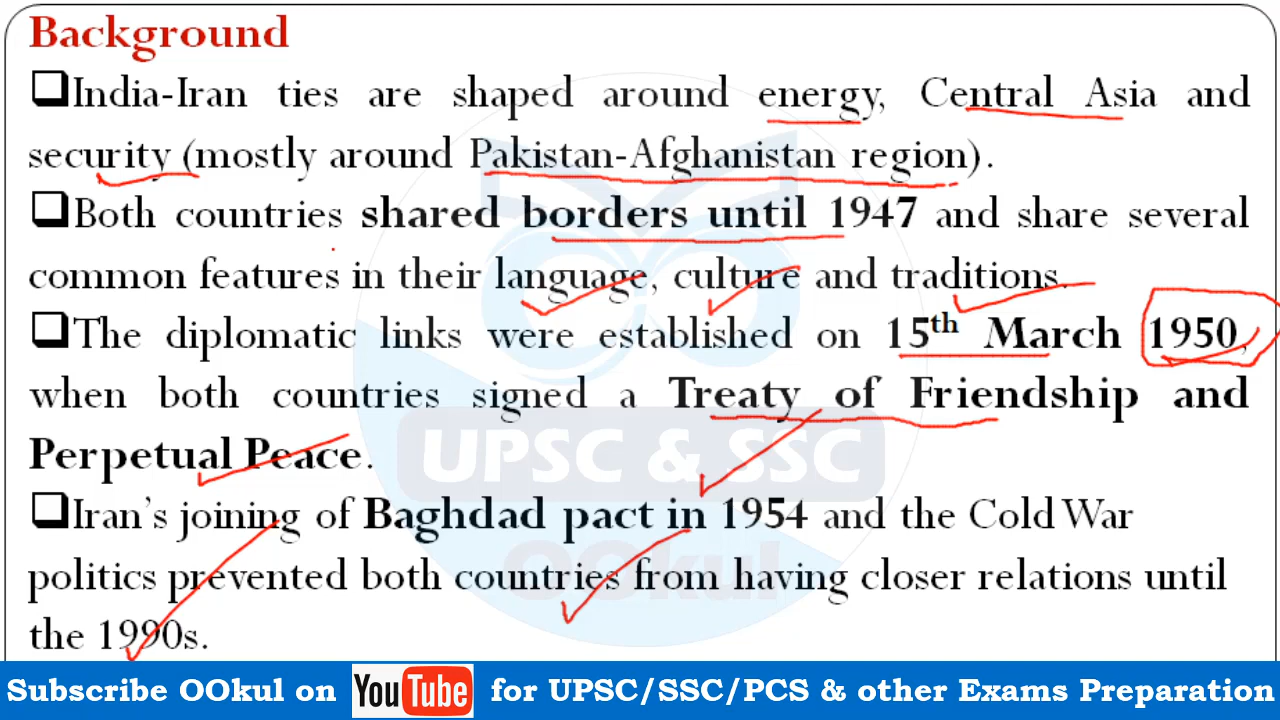 Background
❑India-Iran ties are shaped around energy, Central Asia and
security (mostly around Pakistan-Afghanistan region).
❑Both countries shared borders until 1947 and share several
common features in their language, culture and traditions.
❑The diplomatic links were established on 15th March 1950,
when both countries signed a Treaty of Friendship and
Perpetual Peace.
❑Iran's joining of Baghdad pact in 1954 and the Cold War
politics prevented both countries from having closer relations until
the 1990s.
UPSC & SSC
OOkul
Subscribe OOkul on YouTube for UPSC/SSC/PCS & other Exams Preparation